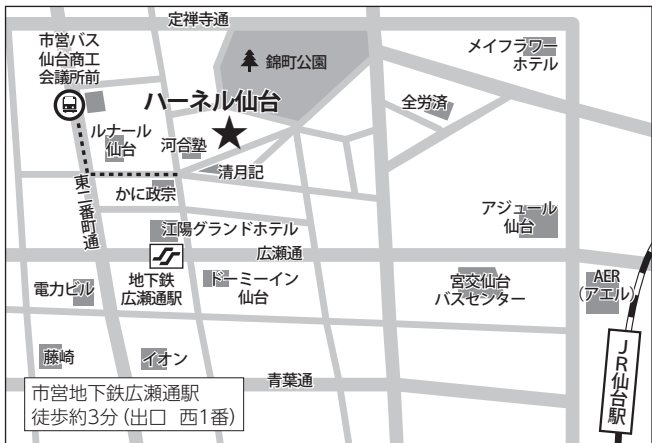 定禅寺通
市営バス
仙台商工
会議所前
錦町公園
メイフラワー
ホテル
ハーネル仙台
全労済
ルナール
仙台
河合塾
清月記
東二番町通
かに政宗
アジュール
仙台
江陽グランドホテル
広瀬通
地下鉄
広瀬通駅
電力ビル
ドーミーイン
仙台
宮交仙台
バスセンター
AER
(アエル)
JR仙台駅
藤崎
イオン
青葉通
市営地下鉄広瀬通駅
徒歩約3分(出口 西1番)